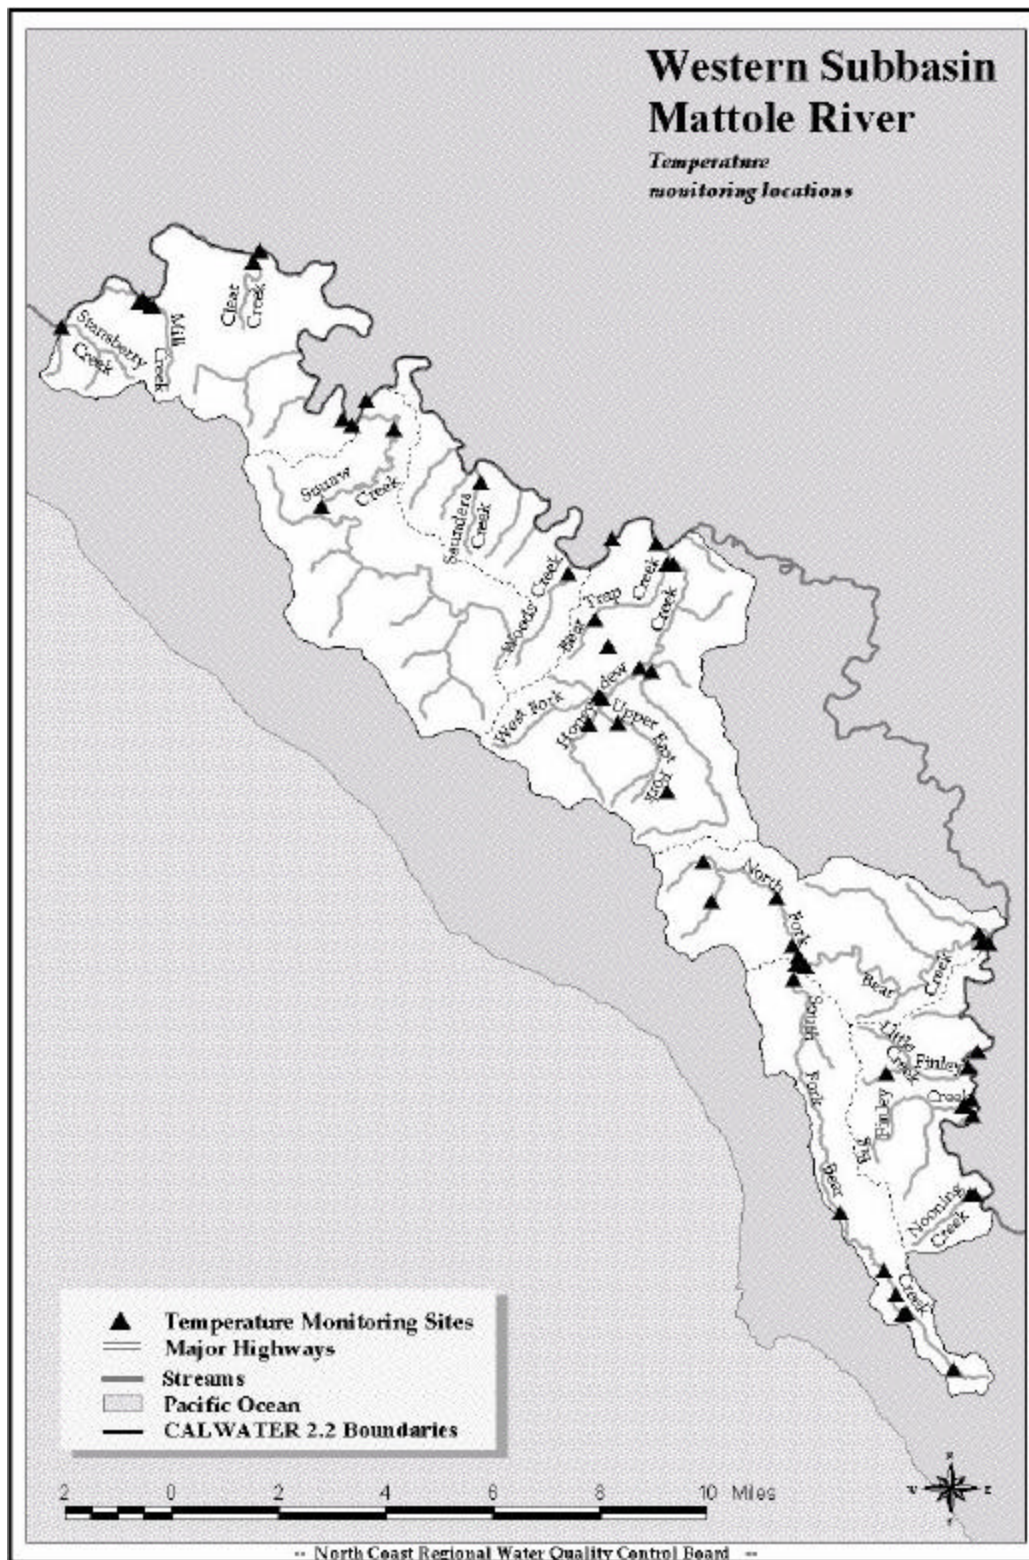 Western Subbasin
Mattole River
Temperature
monitoring locations
Clear
Creek
Stansberry
Creek
Mill
Creek
Squaw
Creek
Saunders
Creek
Woods Creek
Bear
Trap
Creek
Creek
dew
West Fork
Upper East
Fork
North
Fork
Bear
Creek
South
Fork
Little
Finley
Creek
Big
Finley
Creek
Bear
Creek
Nooning
Creek
Temperature Monitoring Sites
Major Highways
Streams
Pacific Ocean
CALWATER 2.2 Boundaries
2 0 2 4 6 8 10 Miles
N
W E
S
-- North Coast Regional Water Quality Control Board --